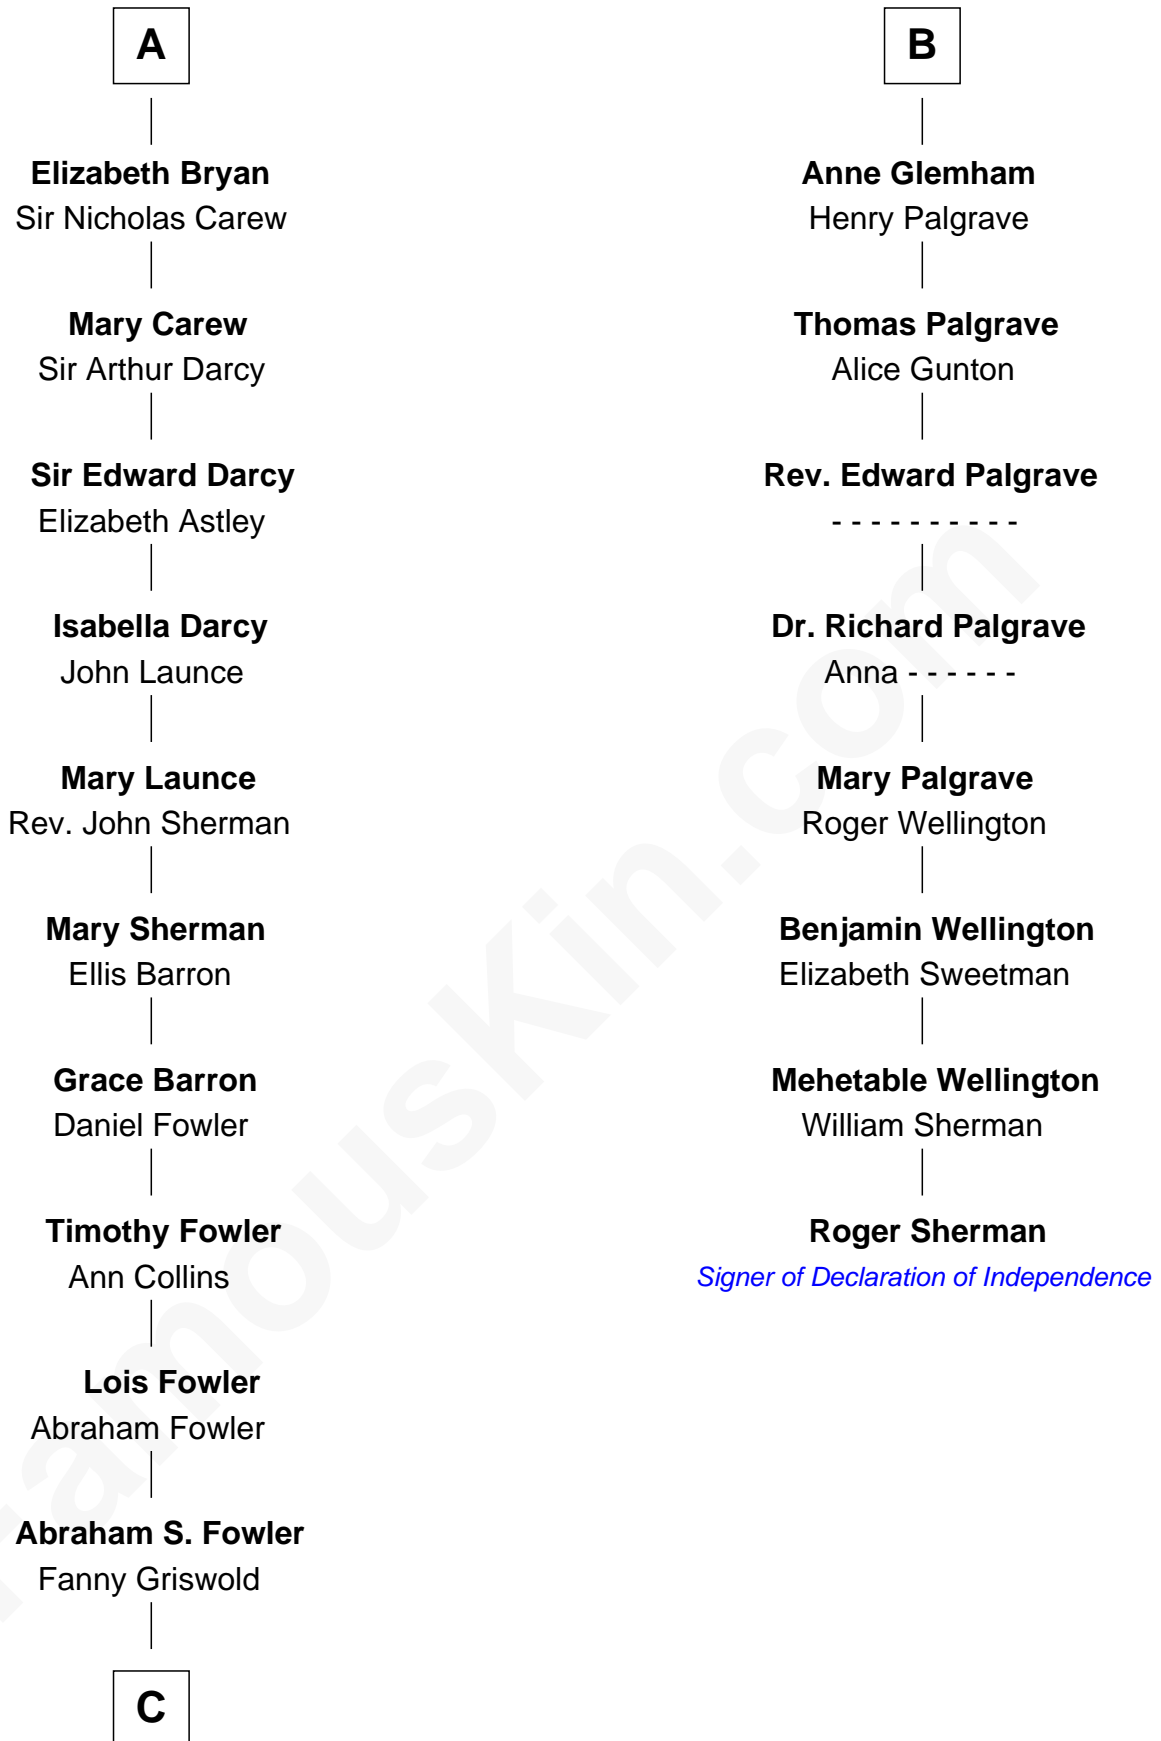 A
Elizabeth Bryan
Sir Nicholas Carew
Mary Carew
Sir Arthur Darcy
Sir Edward Darcy
Elizabeth Astley
Isabella Darcy
John Launce
Mary Launce
Rev. John Sherman
Mary Sherman
Ellis Barron
Grace Barron
Daniel Fowler
Timothy Fowler
Ann Collins
Lois Fowler
Abraham Fowler
Abraham S. Fowler
Fanny Griswold
C
B
Anne Glemham
Henry Palgrave
Thomas Palgrave
Alice Gunton
Rev. Edward Palgrave
- - - - - - - - - -
Dr. Richard Palgrave
Anna - - - - - -
Mary Palgrave
Roger Wellington
Benjamin Wellington
Elizabeth Sweetman
Mehetable Wellington
William Sherman
Roger Sherman
Signer of Declaration of Independence
FamousKin.com